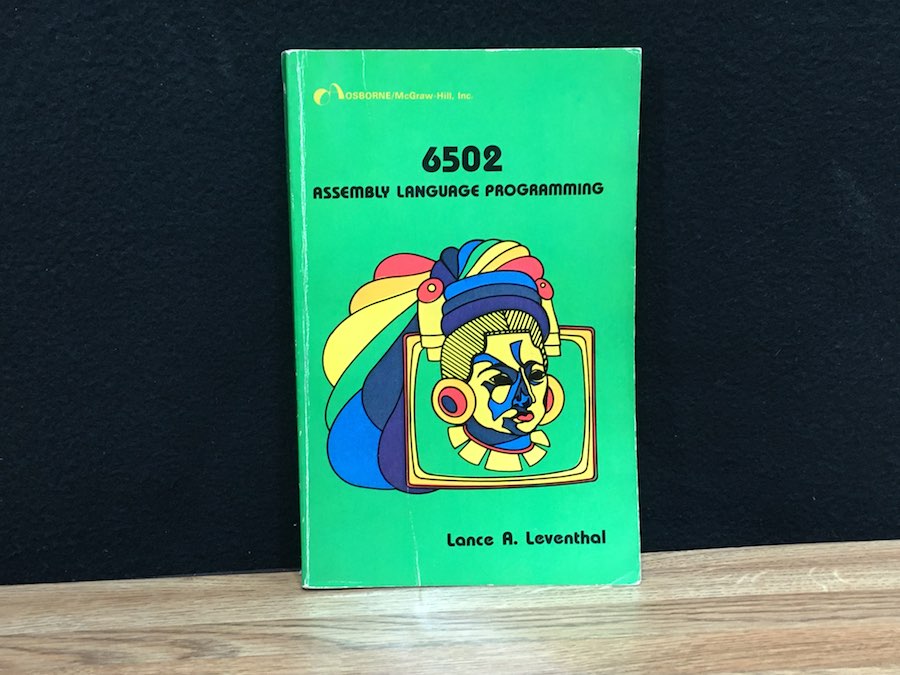 OSBORNE/McGraw-Hill, Inc.
6502
ASSEMBLY LANGUAGE PROGRAMMING
Lance A. Leventhal